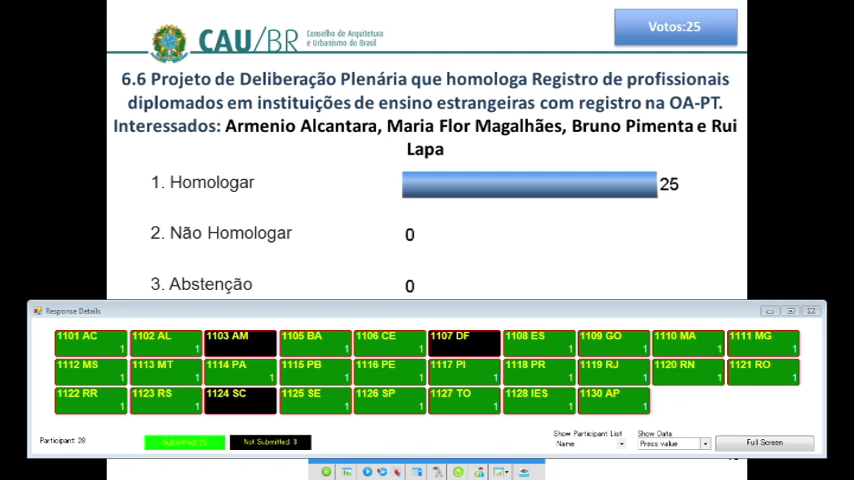 CAU/BR
Conselho de Arquitetura
e Urbanismo do Brasil
Votos:25
6.6 Projeto de Deliberação Plenária que homologa Registro de profissionais
diplomados em instituições de ensino estrangeiras com registro na OA-PT.
Interessados: Armenio Alcantara, Maria Flor Magalhães, Bruno Pimenta e Rui
Lapa
1. Homologar 25
2. Não Homologar 0
3. Abstenção 0
Response Details
1101 AC 1102 AL 1103 AM 1105 BA 1106 CE 1107 DF 1108 ES 1109 GO 1110 MA 1111 MG
1 1 1 1 1 1 1 1
1112 MS 1113 MT 1114 PA 1115 PB 1116 PE 1117 PI 1118 PR 1119 RJ 1120 RN 1121 RO
1 1 1 1 1 1 1 1 1 1
1122 RR 1123 RS 1124 SC 1125 SE 1126 SP 1127 TO 1128 IES 1130 AP
1 1 1 1 1 1 1
Participant: 28
Submitted: 25
Not Submitted: 3
Show Participant List
Name
Show Data
Press value
Full Screen